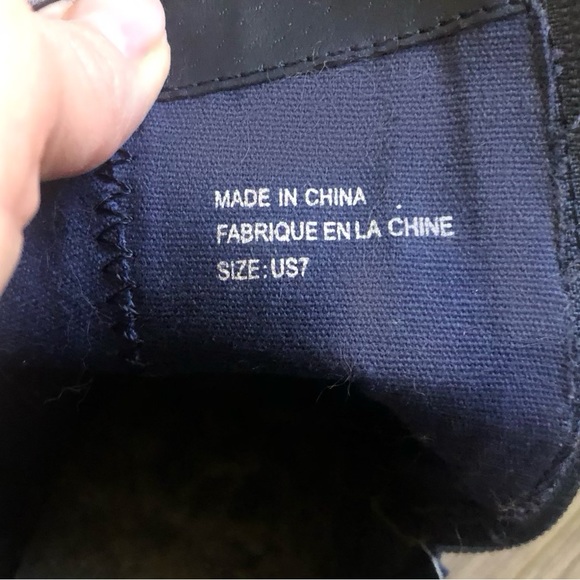 MADE IN CHINA
FABRIQUE EN LA CHINE
SIZE: US7